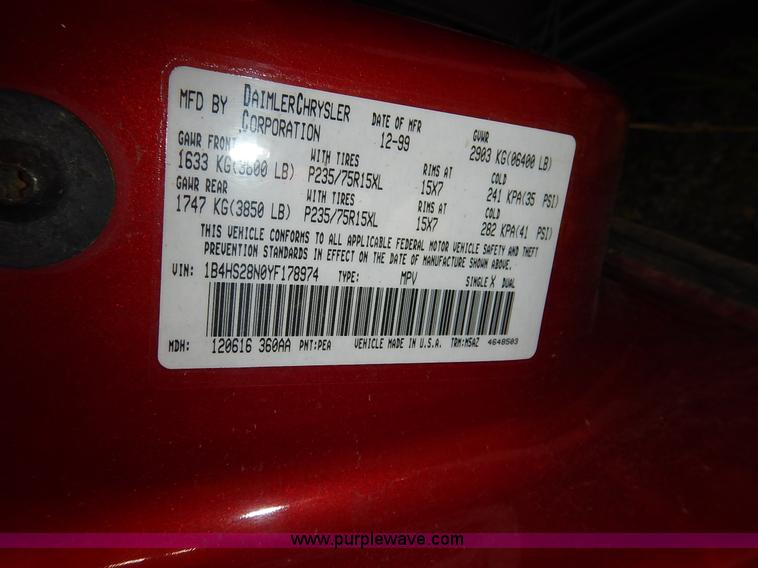 MFD BY DAIMLERCHRYSLER CORPORATION DATE OF MFR 12-99 GVWR 2903 KG(06400 LB)
GAWR FRONT WITH TIRES RIMS AT COLD
1633 KG(3600 LB) P235/75R15XL 15X7 241 KPA(35 PSI)
GAWR REAR WITH TIRES RIMS AT COLD
1747 KG(3850 LB) P235/75R15XL 15X7 282 KPA(41 PSI)
THIS VEHICLE CONFORMS TO ALL APPLICABLE FEDERAL MOTOR VEHICLE SAFETY AND THEFT
PREVENTION STANDARDS IN EFFECT ON THE DATE OF MANUFACTURE SHOWN ABOVE.
VIN: 1B4HS28N0YF178974 TYPE: MPV SINGLE X DUAL
MDH: 120616 360AA PNT:PEA VEHICLE MADE IN U.S.A. TRM:MSAZ 4648503
www.purplewave.com